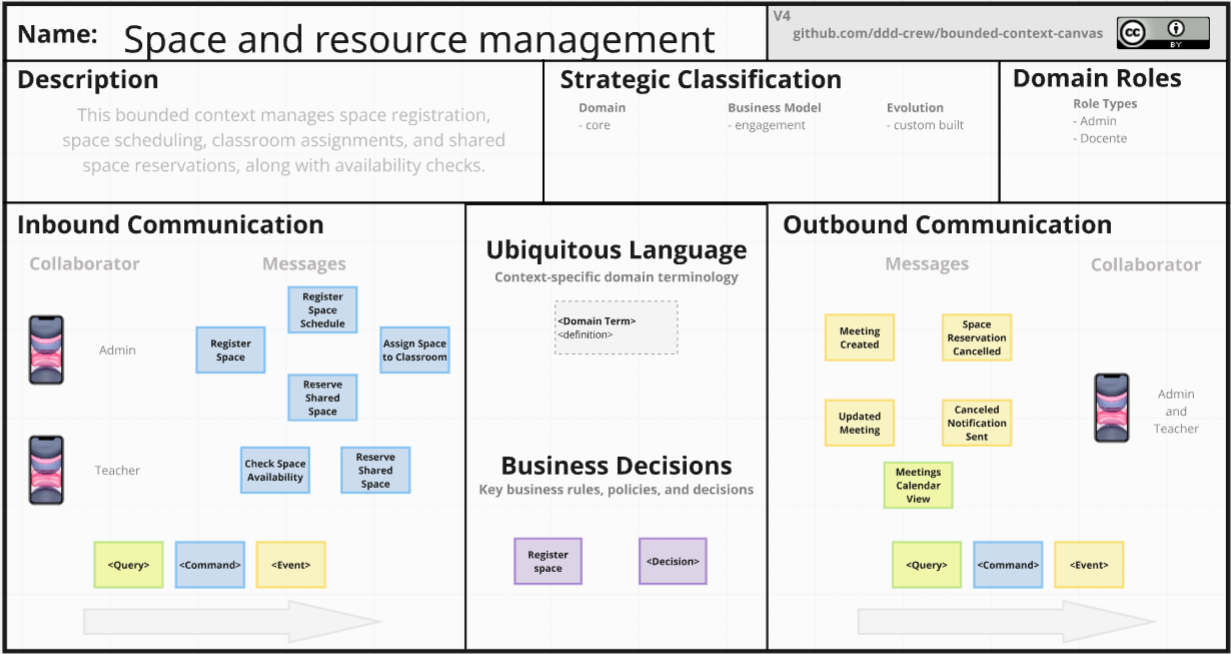 Name: Space and resource management
V4
github.com/ddd-crew/bounded-context-canvas
cc
BY
Description
This bounded context manages space registration,
space scheduling, classroom assignments, and shared
space reservations, along with availability checks.
Strategic Classification
Domain
- core
Business Model
- engagement
Evolution
- custom built
Domain Roles
Role Types
- Admin
- Docente
Inbound Communication
Collaborator
Messages
Admin
Register
Space
Schedule
Register
Space
Assign Space
to Classroom
Reserve
Shared
Space
Teacher
Check Space
Availability
Reserve
Shared
Space
<Query>
<Command>
<Event>
Ubiquitous Language
Context-specific domain terminology
<Domain Term>
<definition>
Business Decisions
Key business rules, policies, and decisions
Register
space
<Decision>
Outbound Communication
Messages
Collaborator
Meeting
Created
Space
Reservation
Cancelled
Updated
Meeting
Canceled
Notification
Sent
Meetings
Calendar
View
Admin
and
Teacher
<Query>
<Command>
<Event>